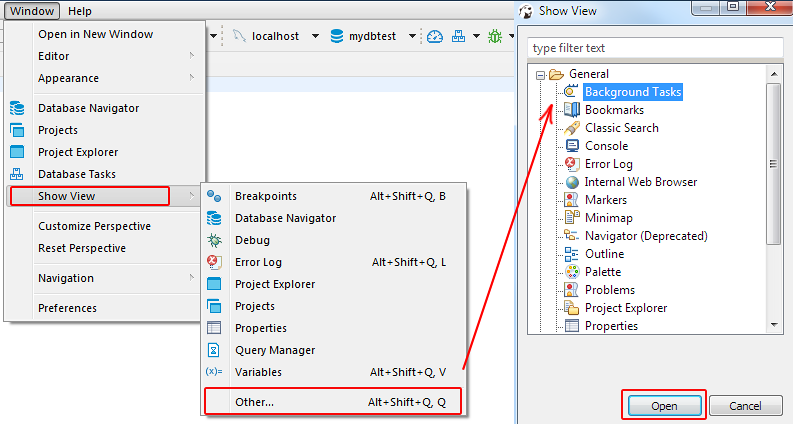 Window Help
Open in New Window
Editor
Appearance
Database Navigator
Projects
Project Explorer
Database Tasks
Show View
Customize Perspective
Reset Perspective
Navigation
Preferences
localhost
mydbtest
Breakpoints Alt+Shift+Q, B
Database Navigator
Debug
Error Log Alt+Shift+Q, L
Project Explorer
Projects
Properties
Query Manager
(x)= Variables Alt+Shift+Q, V
Other... Alt+Shift+Q, Q
Show View
type filter text
General
Background Tasks
Bookmarks
Classic Search
Console
Error Log
Internal Web Browser
Markers
Minimap
Navigator (Deprecated)
Outline
Palette
Problems
Project Explorer
Properties
Open Cancel